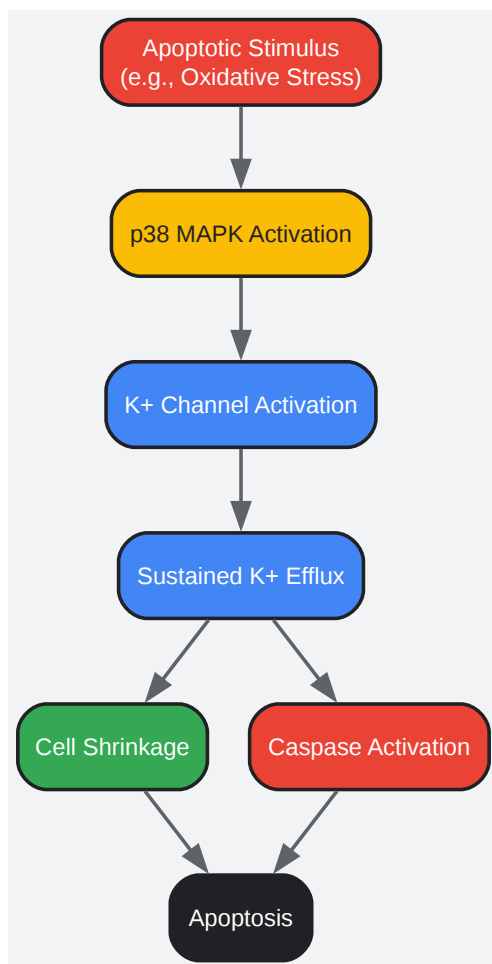 Apoptotic Stimulus
(e.g., Oxidative Stress)
p38 MAPK Activation
K+ Channel Activation
Sustained K+ Efflux
Cell Shrinkage
Caspase Activation
Apoptosis